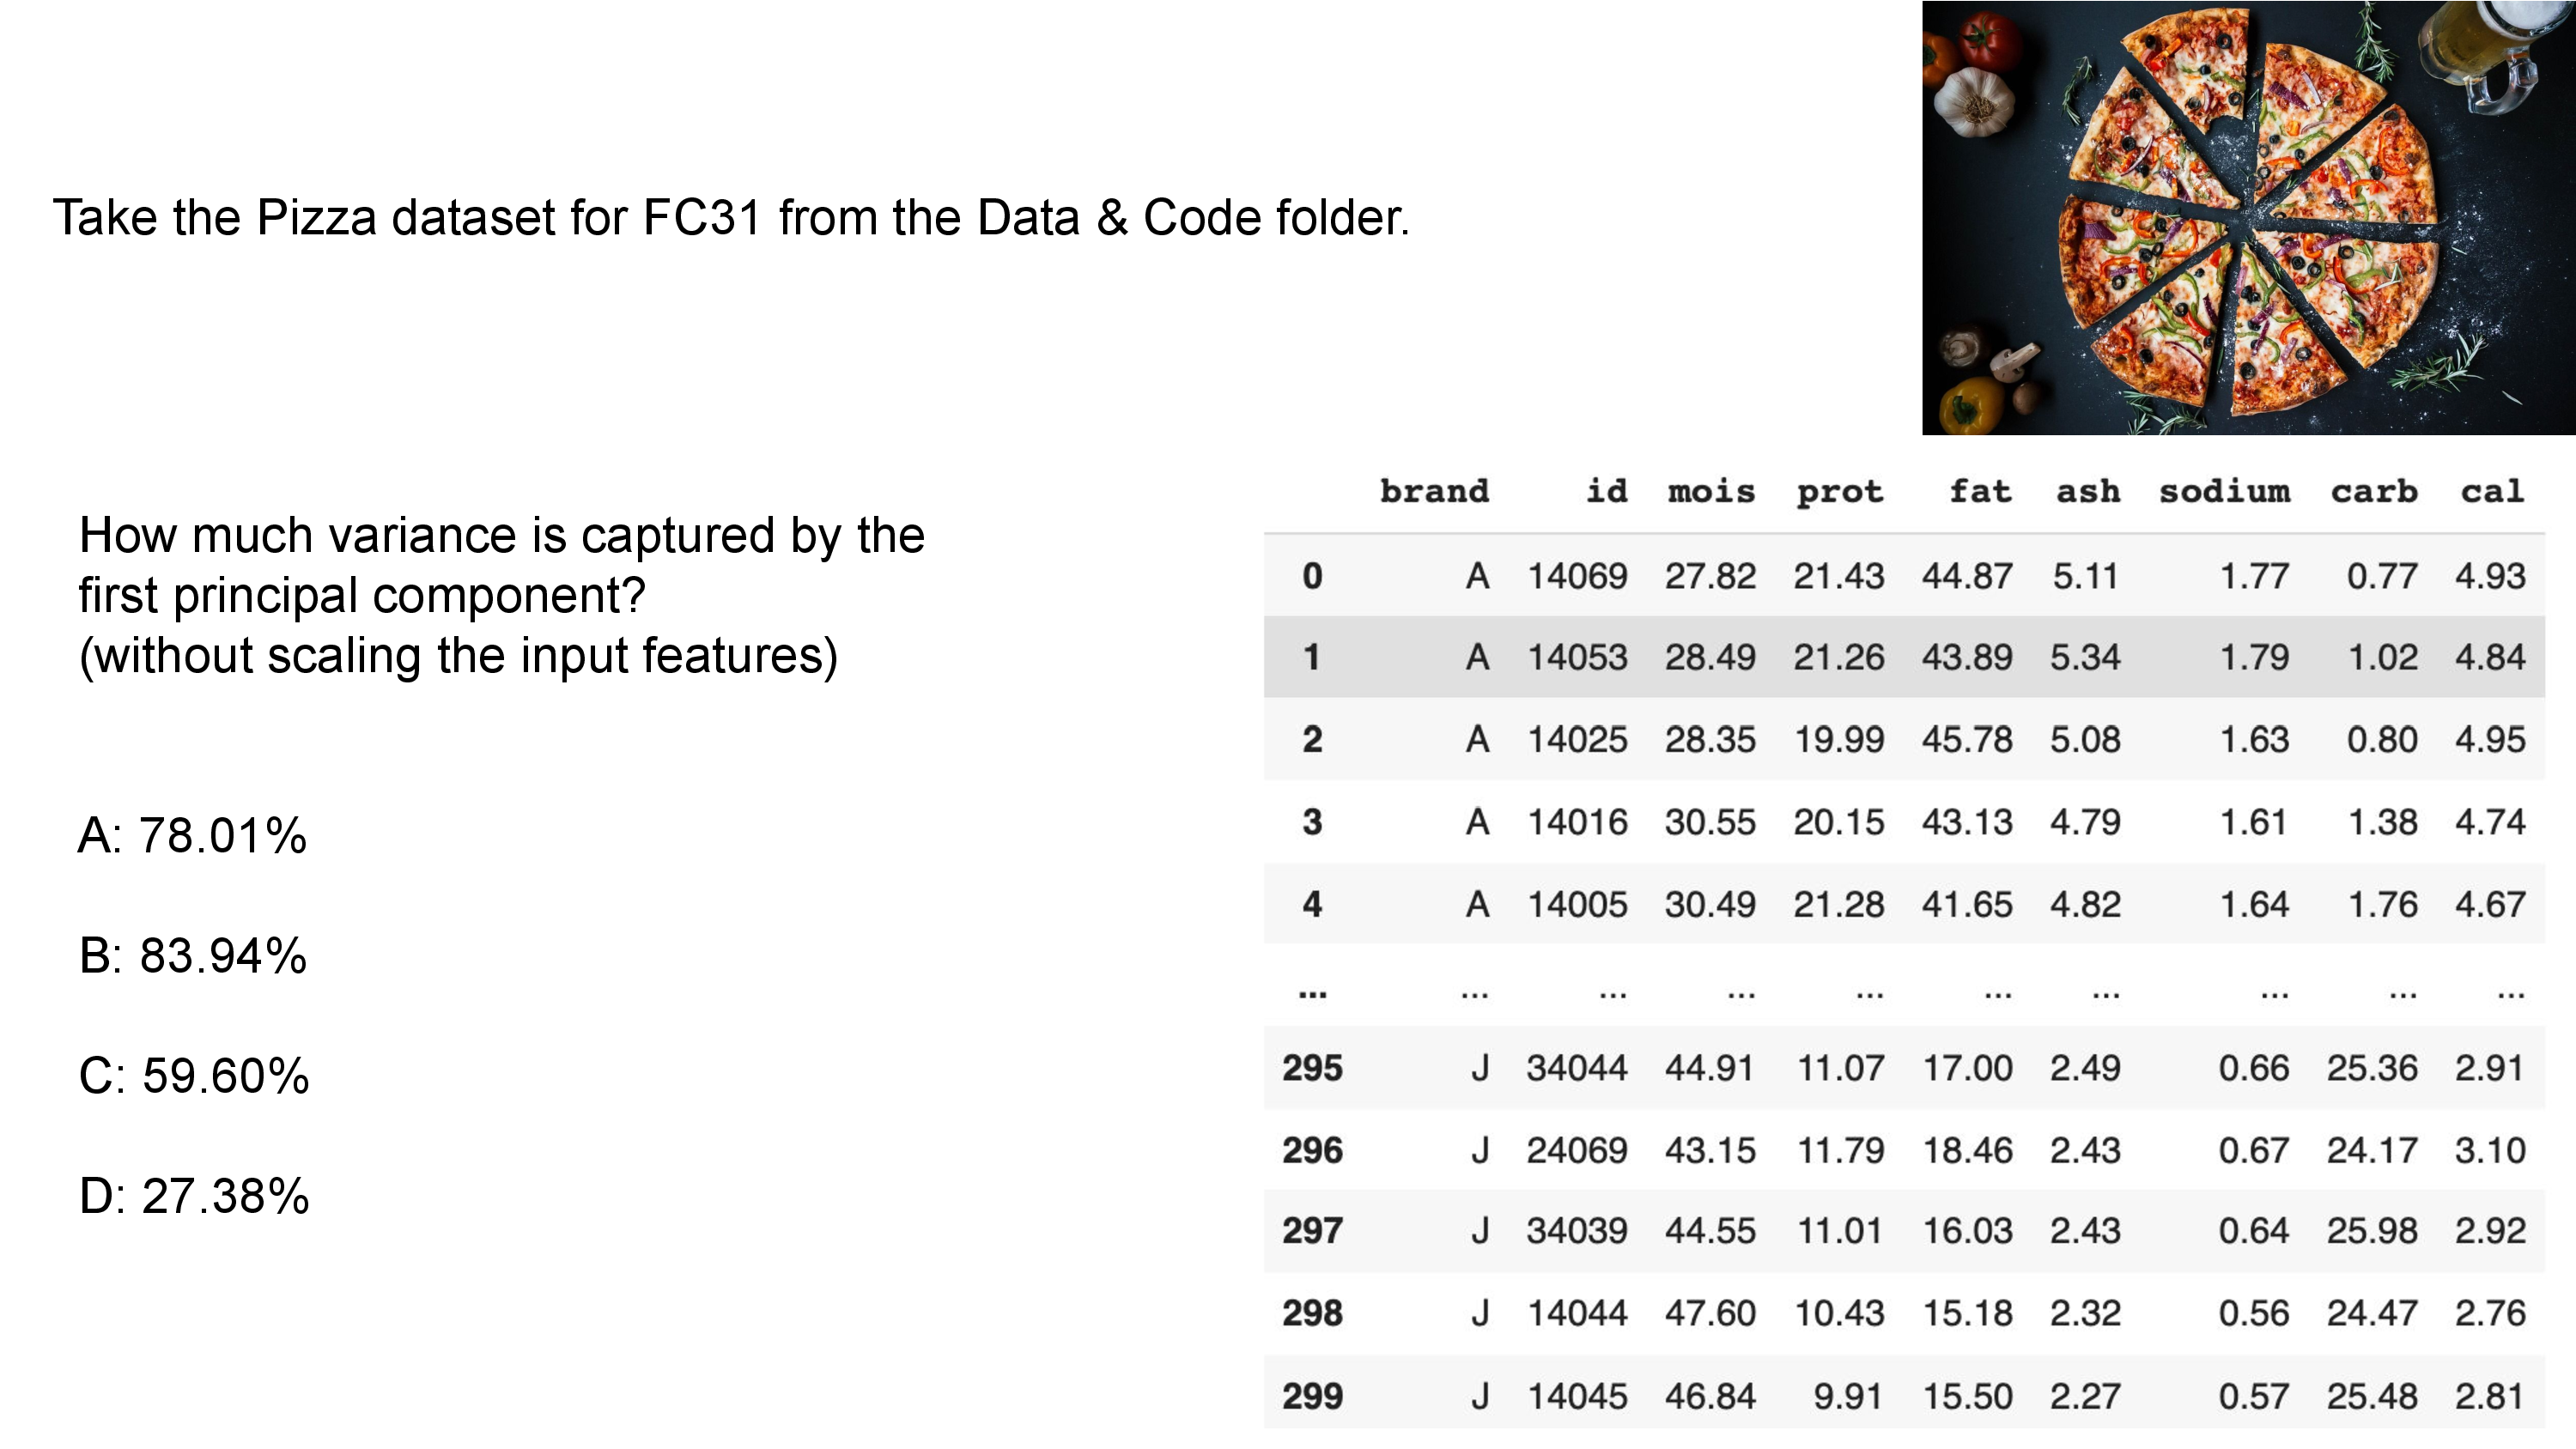 Take the Pizza dataset for FC31 from the Data & Code folder.
How much variance is captured by the
first principal component?
(without scaling the input features)
A: 78.01%
B: 83.94%
C: 59.60%
D: 27.38%
brand id mois prot fat ash sodium carb cal
0 A 14069 27.82 21.43 44.87 5.11 1.77 0.77 4.93
1 A 14053 28.49 21.26 43.89 5.34 1.79 1.02 4.84
2 A 14025 28.35 19.99 45.78 5.08 1.63 0.80 4.95
3 A 14016 30.55 20.15 43.13 4.79 1.61 1.38 4.74
4 A 14005 30.49 21.28 41.65 4.82 1.64 1.76 4.67
... ... ... ... ... ... ... ... ... ...
295 J 34044 44.91 11.07 17.00 2.49 0.66 25.36 2.91
296 J 24069 43.15 11.79 18.46 2.43 0.67 24.17 3.10
297 J 34039 44.55 11.01 16.03 2.43 0.64 25.98 2.92
298 J 14044 47.60 10.43 15.18 2.32 0.56 24.47 2.76
299 J 14045 46.84 9.91 15.50 2.27 0.57 25.48 2.81